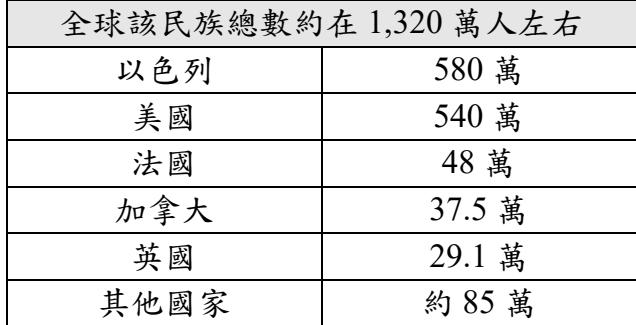 全球該民族總數約在 1,320 萬人左右
以色列 580 萬
美國 540 萬
法國 48 萬
加拿大 37.5 萬
英國 29.1 萬
其他國家 約 85 萬